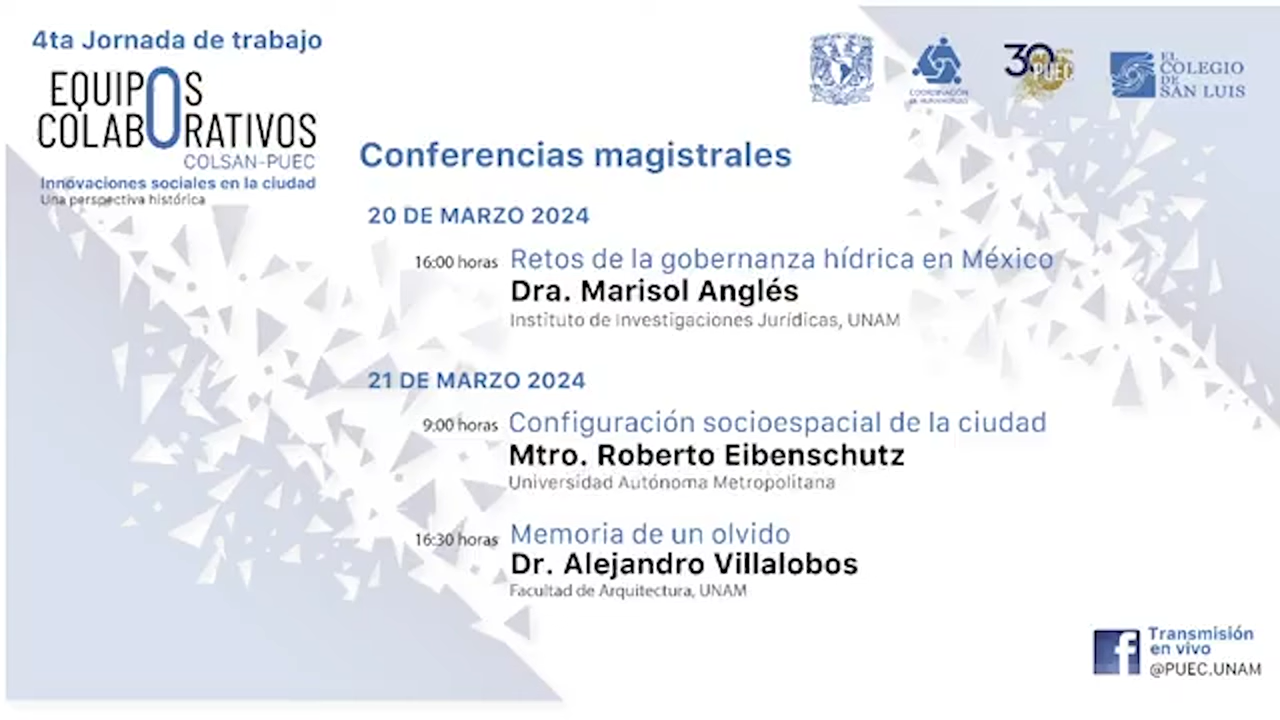 4ta Jornada de trabajo
EQUIPOS
COLABORATIVOS
COLSAN-PUEC
Innovaciones sociales en la ciudad
Una perspectiva histórica
30
PUEC
EL
COLEGIO
DE
SAN LUIS
Conferencias magistrales
20 DE MARZO 2024
16:00 horas Retos de la gobernanza hídrica en México
Dra. Marisol Anglés
Instituto de Investigaciones Jurídicas, UNAM
21 DE MARZO 2024
9:00 horas Configuración socioespacial de la ciudad
Mtro. Roberto Eibenschutz
Universidad Autónoma Metropolitana
16:30 horas Memoria de un olvido
Dr. Alejandro Villalobos
Facultad de Arquitectura, UNAM
f
Transmisión
en vivo
@PUEC.UNAM